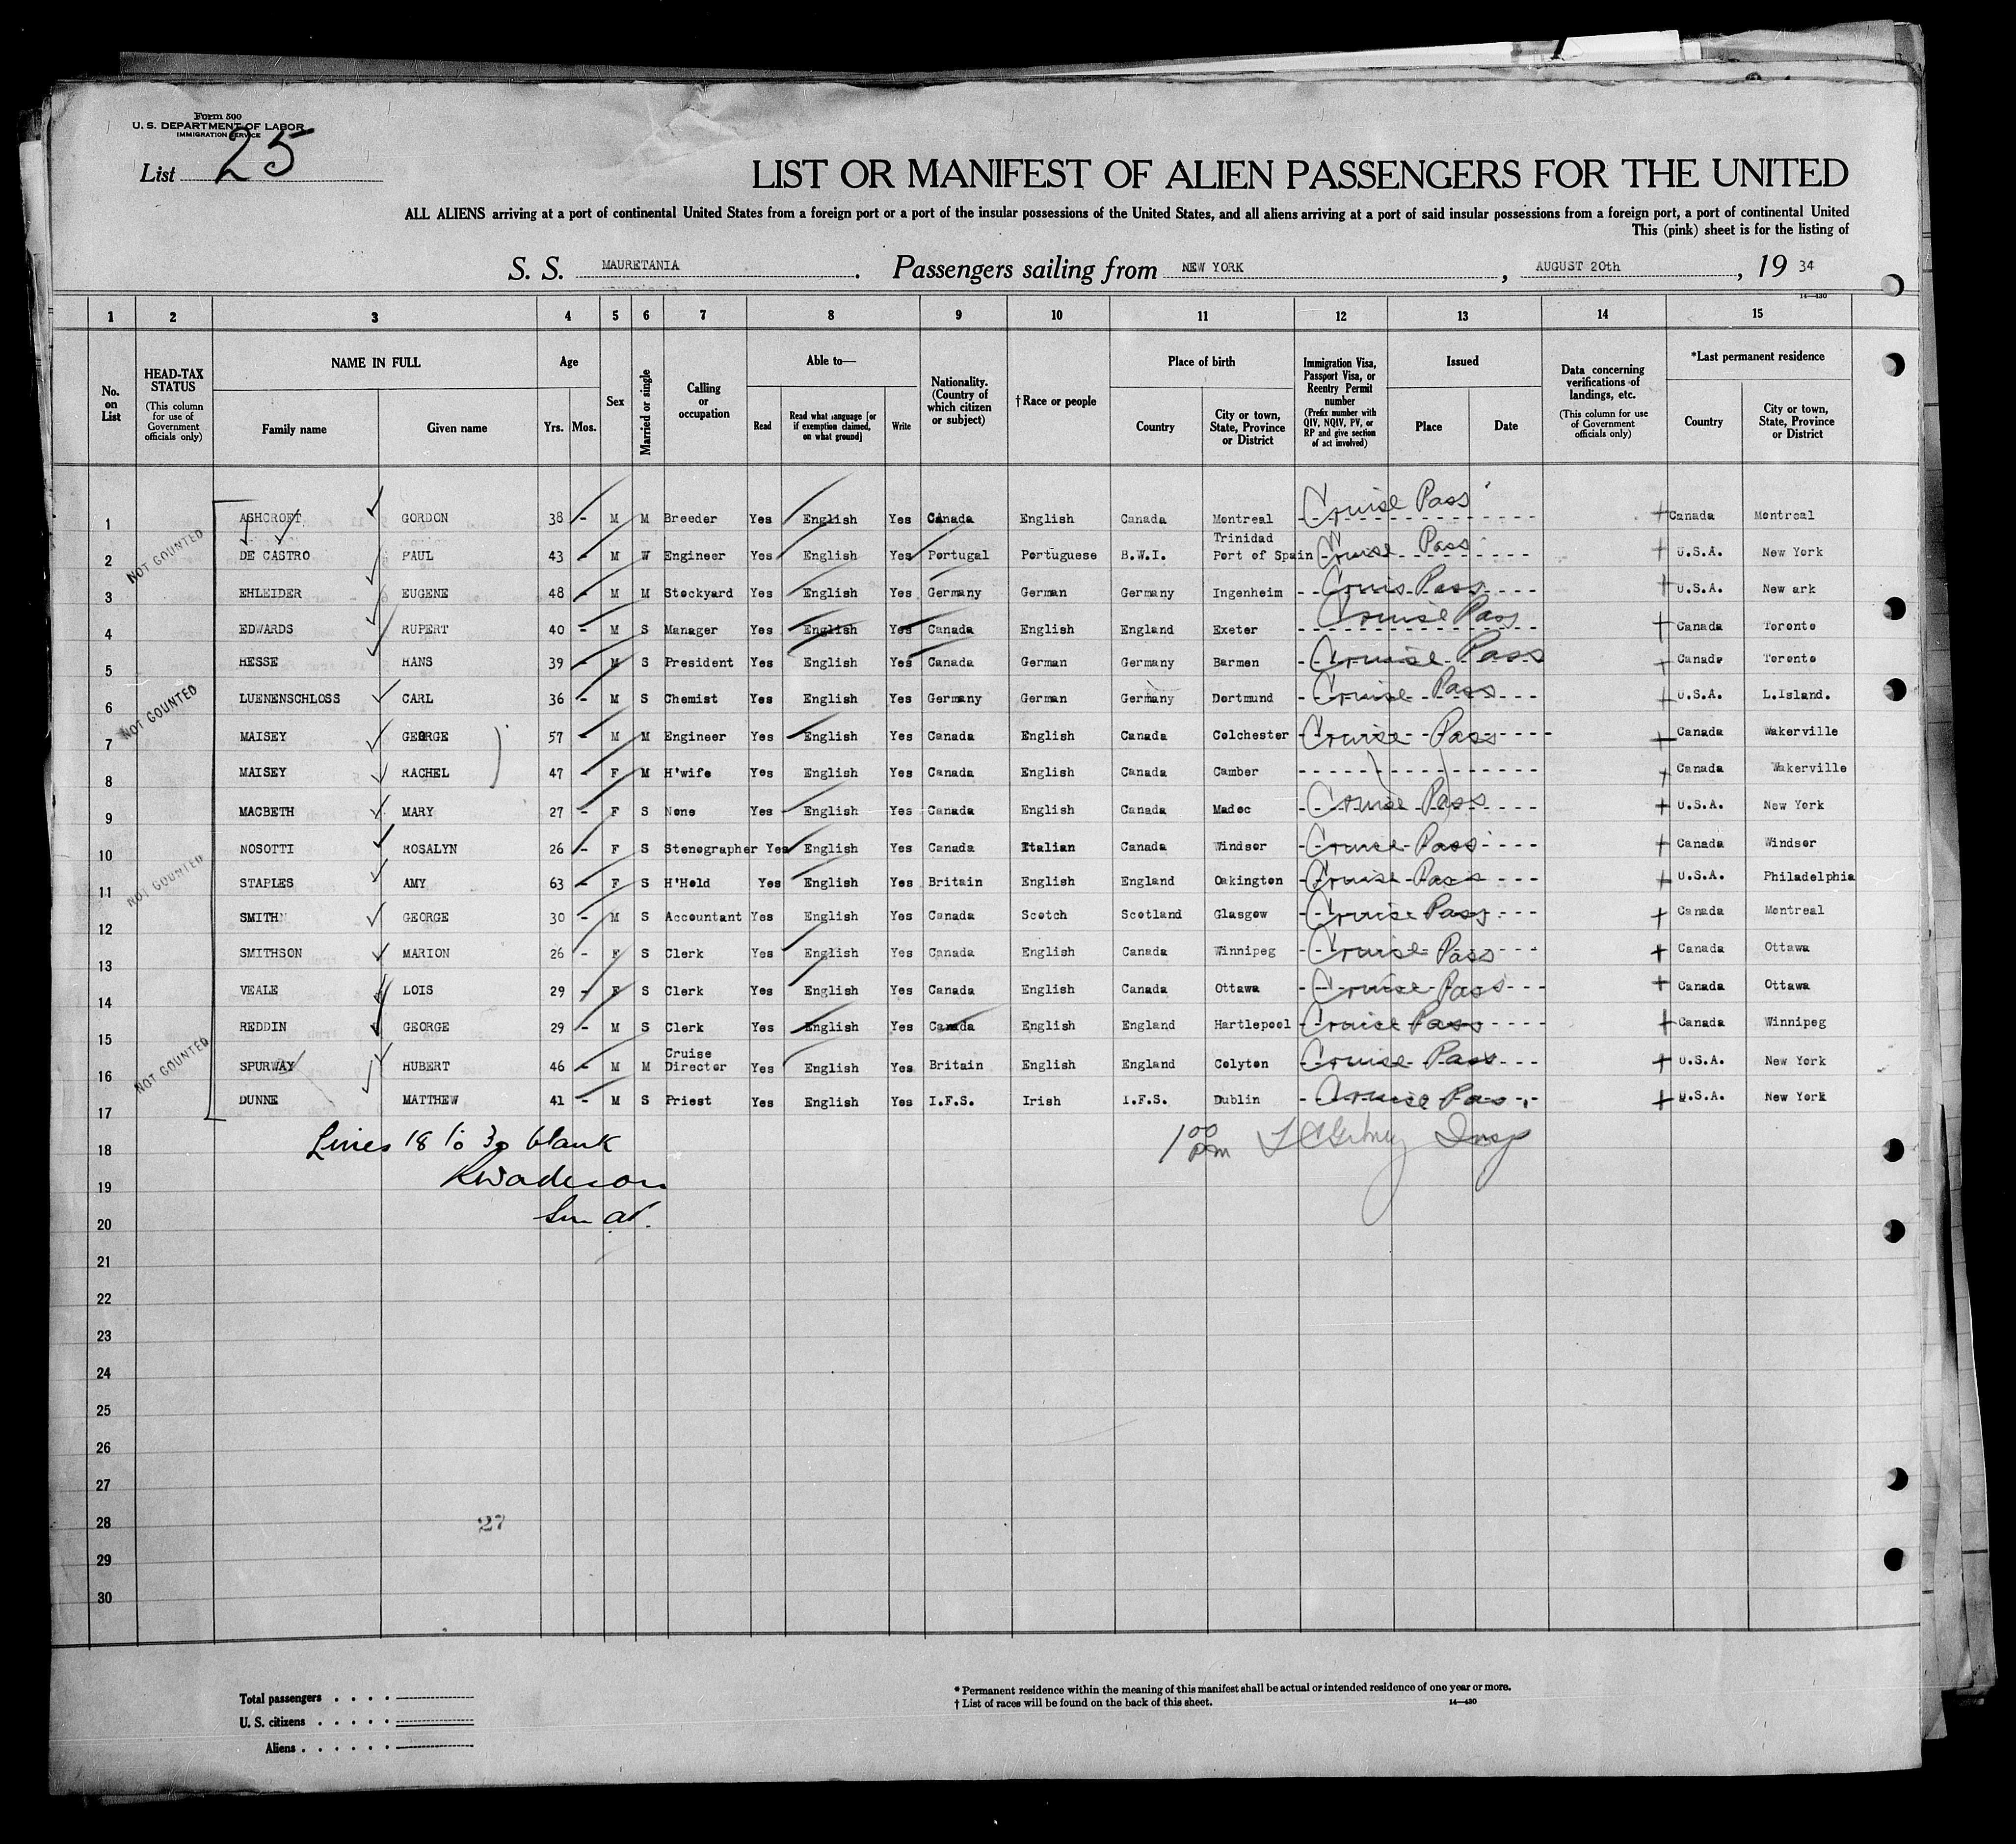 Form 500
U. S. DEPARTMENT OF LABOR
IMMIGRATION SERVICE
List 25
LIST OR MANIFEST OF ALIEN PASSENGERS FOR THE UNITED
ALL ALIENS arriving at a port of continental United States from a foreign port or a port of the insular possessions of the United States, and all aliens arriving at a port of said insular possessions from a foreign port, a port of continental United
This (pink) sheet is for the listing of
S. S. MAURETANIA. Passengers sailing from NEW YORK, AUGUST 20th, 19 34
14—430
1 2 3 4 5 6 7 8 9 10 11 12 13 14 15
No. on List
HEAD-TAX STATUS (This column for use of Government officials only)
NAME IN FULL
Family name Given name
Age
Yrs. Mos.
Sex
Married or single
Calling or occupation
Able to—
Read
Read what language [or if exemption claimed, on what ground]
Write
Nationality. (Country of which citizen or subject)
†Race or people
Place of birth
Country
City or town, State, Province or District
Immigration Visa, Passport Visa, or Reentry Permit number (Prefix number with QIV, NQIV, PV, or RP and give section of act involved)
Issued
Place Date
Data concerning verifications of landings, etc. (This column for use of Government officials only)
*Last permanent residence
Country
City or town, State, Province or District
1 ASHCROFT, GORDON 38 - M M Breeder Yes English Yes Canada English Canada Montreal Cruise Pass Canada Montreal
NOT COUNTED
2 DE CASTRO PAUL 43 - M W Engineer Yes English Yes Portugal Portuguese B.W.I. Trinidad Port of Spain Cruise Pass U.S.A. New York
3 EHLEIDER EUGENE 48 - M M Stockyard Yes English Yes Germany German Germany Ingenheim Cruis Pass U.S.A. New ark
4 EDWARDS RUPERT 40 - M S Manager Yes English Yes Canada English England Exeter Cruise Pass Canada Toronto
5 HESSE HANS 39 - M S President Yes English Yes Canada German Germany Barmen Cruise Pass Canada Toronto
NOT COUNTED
6 LUENENSCHLOSS CARL 36 - M S Chemist Yes English Yes Germany German Germany Dortmund Cruise Pass U.S.A. L.Island.
7 MAISEY GEORGE 57 - M M Engineer Yes English Yes Canada English Canada Colchester Cruise Pass Canada Wakerville
8 MAISEY RACHEL 47 - F M H'wife Yes English Yes Canada English Canada Camber Canada Wakerville
9 MACBETH MARY 27 - F S None Yes English Yes Canada English Canada Madoc Cruise Pass U.S.A. New York
10 NOSOTTI ROSALYN 26 - F S Stenographer Yes English Yes Canada Italian Canada Windsor Cruise Pass Canada Windsor
NOT COUNTED
11 STAPLES AMY 63 - F S H'Hold Yes English Yes Britain English England Oakington Cruise Pass U.S.A. Philadelphia
12 SMITH GEORGE 30 - M S Accountant Yes English Yes Canada Scotch Scotland Glasgow Cruise Pass Canada Montreal
13 SMITHSON MARION 26 - F S Clerk Yes English Yes Canada English Canada Winnipeg Cruise Pass Canada Ottawa
14 VEALE LOIS 29 - F S Clerk Yes English Yes Canada English Canada Ottawa Cruise Pass Canada Ottawa
15 REDDIN GEORGE 29 - M S Clerk Yes English Yes Canada English England Hartlepool Cruise Pass Canada Winnipeg
NOT COUNTED
16 SPURWAY HUBERT 46 - M M Cruise Director Yes English Yes Britain English England Colyton Cruise Pass U.S.A. New York
17 DUNNE MATTHEW 41 - M S Priest Yes English Yes I.F.S. Irish I.F.S. Dublin Cruise Pas U.S.A. New York
18 Lines 18 to 30 blank 1 00 pm Insp
19
20
21
22
23
24
25
26
27
28 27
29
30
Total passengers
U. S. citizens
Aliens
* Permanent residence within the meaning of this manifest shall be actual or intended residence of one year or more.
† List of races will be found on the back of this sheet. 14—430